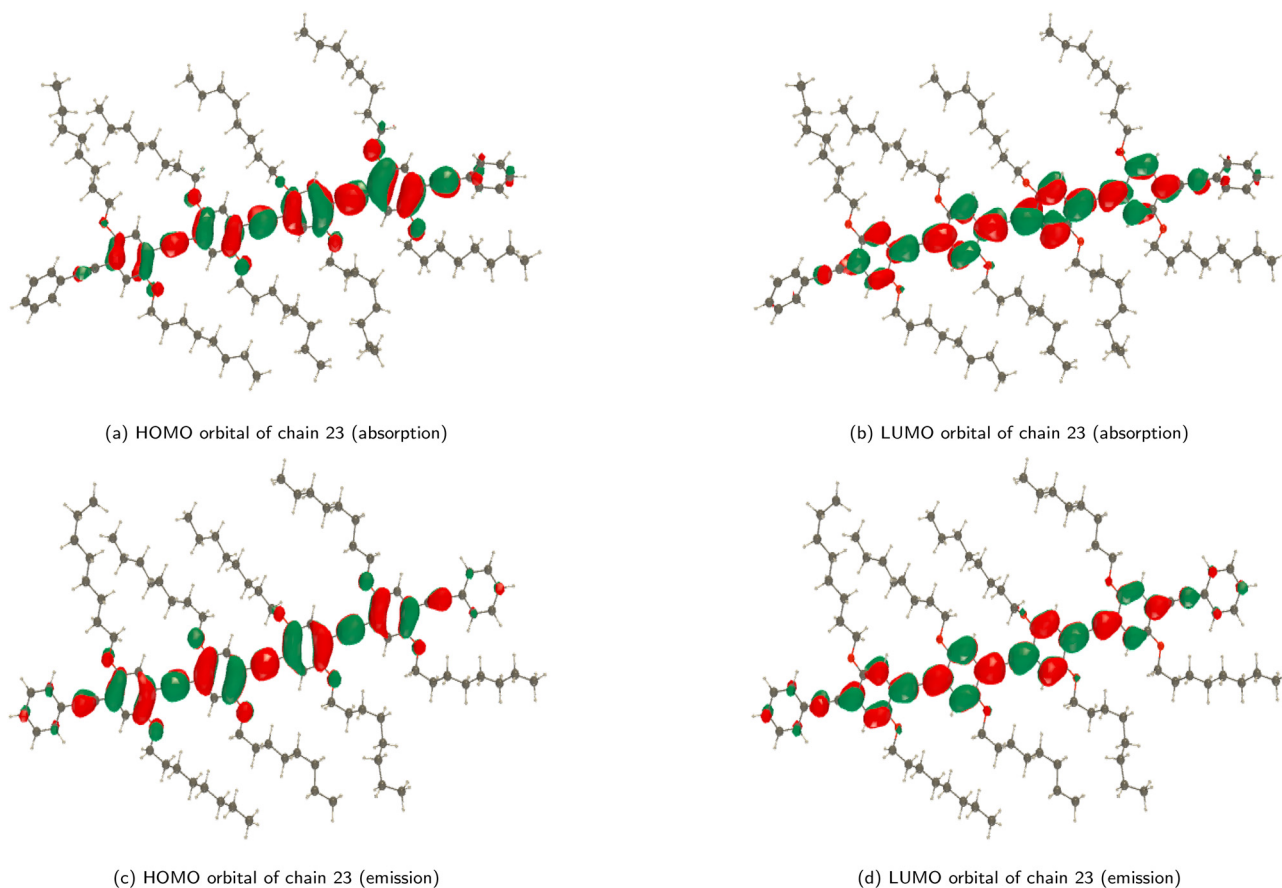 (a) HOMO orbital of chain 23 (absorption)
(b) LUMO orbital of chain 23 (absorption)
(c) HOMO orbital of chain 23 (emission)
(d) LUMO orbital of chain 23 (emission)